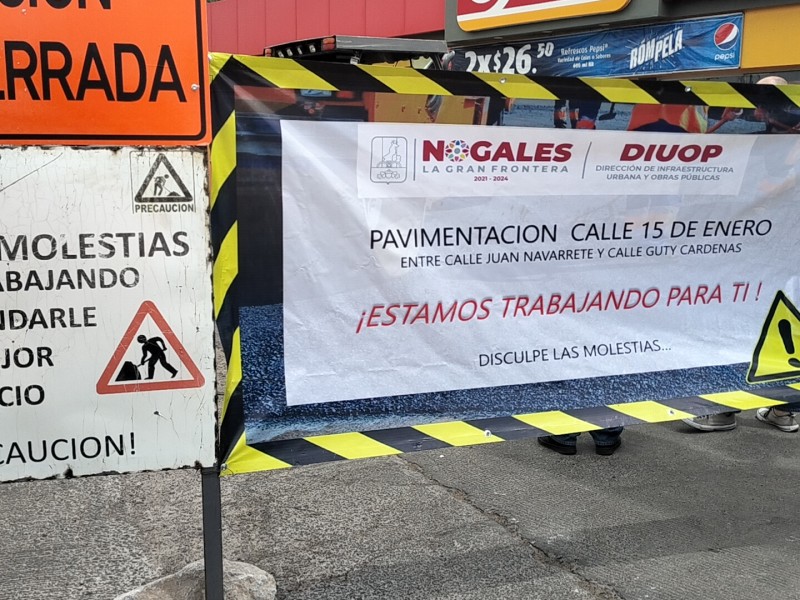 RRADA
PRECAUCION
MOLESTIAS
ABAJANDO
NDARLE
JOR
CIO
CAUCION!
2x$26.50
Refrescos Pepsi
RÓMPELA
pepsi
NOGALES
LA GRAN FRONTERA
2021 - 2024
DIUOP
DIRECCIÓN DE INFRAESTRUCTURA
URBANA Y OBRAS PÚBLICAS
PAVIMENTACION CALLE 15 DE ENERO
ENTRE CALLE JUAN NAVARRETE Y CALLE GUTY CARDENAS
¡ESTAMOS TRABAJANDO PARA TI !
DISCULPE LAS MOLESTIAS...